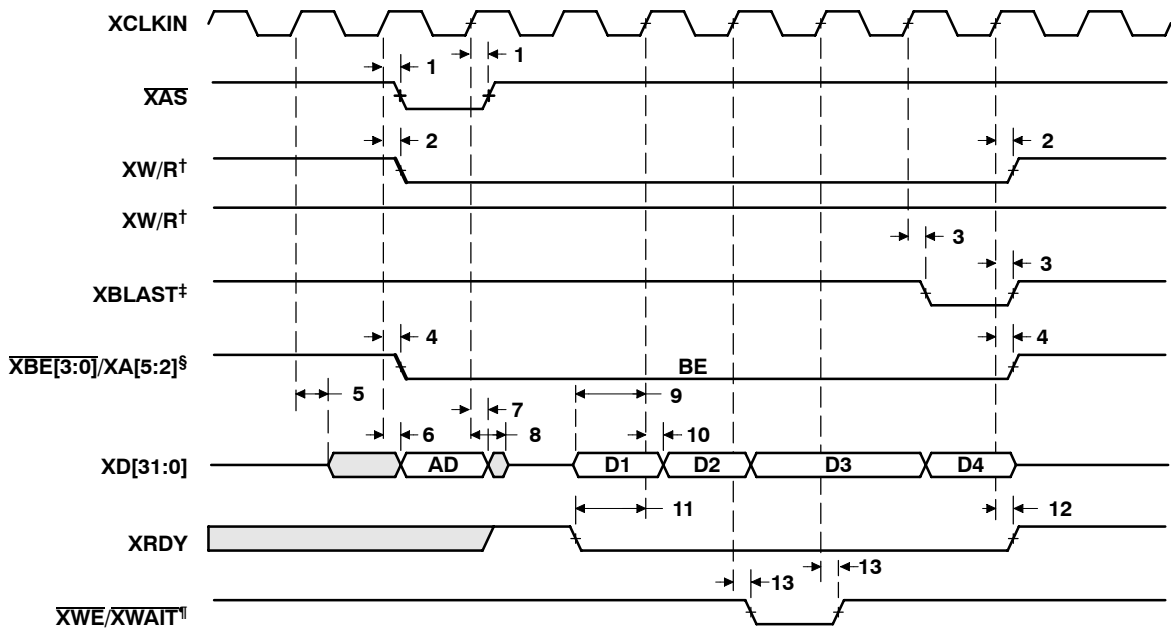 XCLKIN
1
1
XAS
2
2
XW/R†
XW/R†
3
3
XBLAST‡
4
4
XBE[3:0]/XA[5:2]§
BE
5
9
7
6
8
10
XD[31:0]
AD
D1
D2
D3
D4
11
12
XRDY
13
13
XWE/XWAIT¶